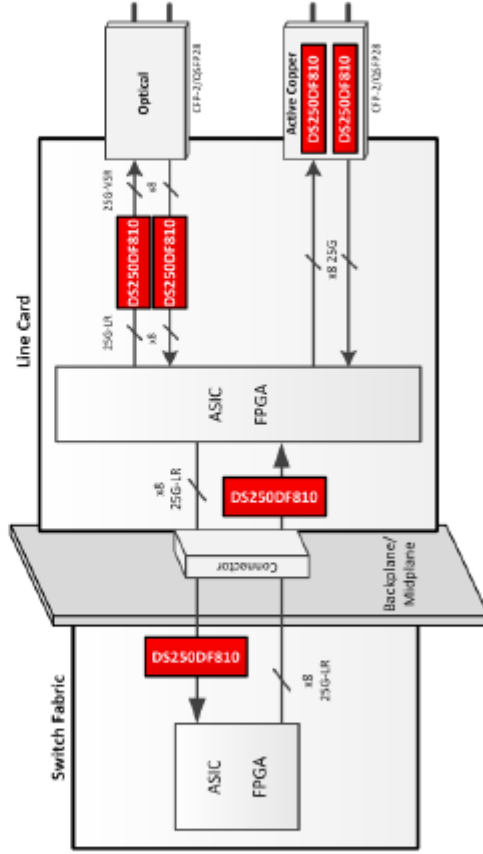 Line Card
Switch Fabric
Optical
CFP-2/QSFP28
25G-VSR
x8
DS250DF810
DS250DF810
25G-LR
x8
Active Copper
DS250DF810
DS250DF810
CFP-2/QSFP28
x8 25G
ASIC
FPGA
x8
25G-LR
DS250DF810
Connector
Backplane/
Midplane
DS250DF810
x8
25G-LR
ASIC
FPGA